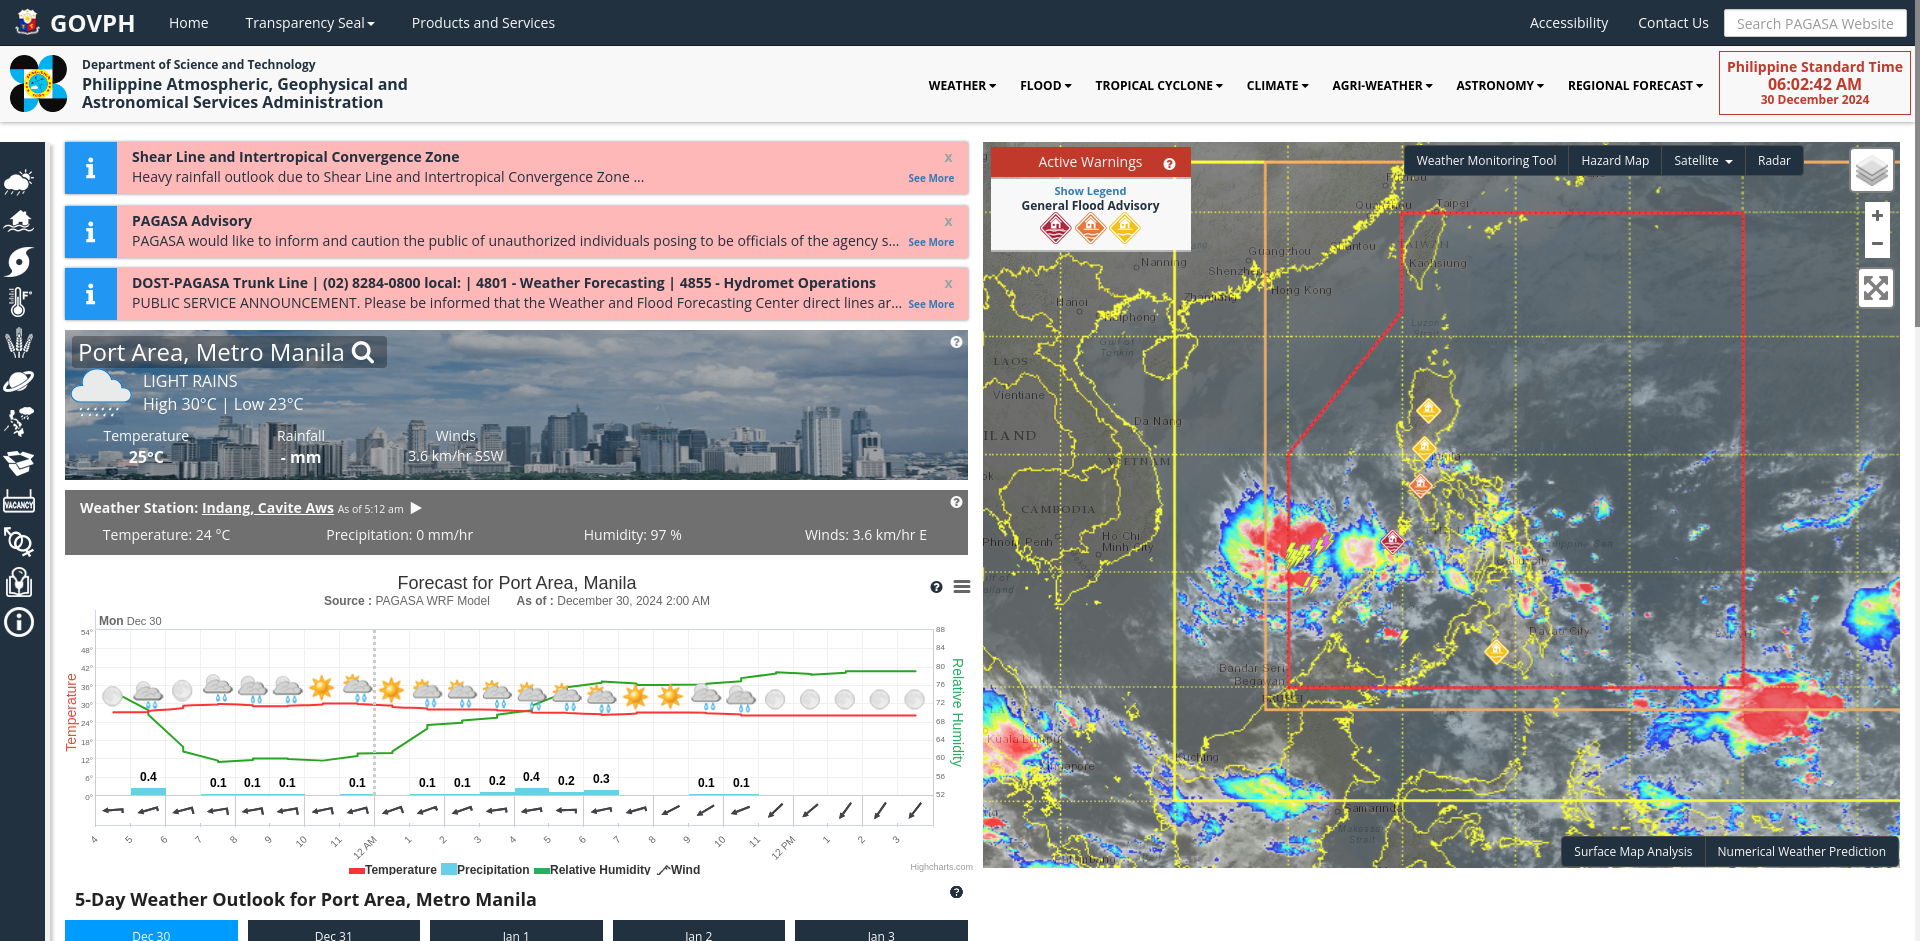 GOVPH
Home
Transparency Seal
Products and Services
Accessibility
Contact Us
Search PAGASA Website
Department of Science and Technology
Philippine Atmospheric, Geophysical and
Astronomical Services Administration
WEATHER
FLOOD
TROPICAL CYCLONE
CLIMATE
AGRI-WEATHER
ASTRONOMY
REGIONAL FORECAST
Philippine Standard Time
06:02:42 AM
30 December 2024
Shear Line and Intertropical Convergence Zone
x
Heavy rainfall outlook due to Shear Line and Intertropical Convergence Zone ...
See More
PAGASA Advisory
x
PAGASA would like to inform and caution the public of unauthorized individuals posing to be officials of the agency s...
See More
DOST-PAGASA Trunk Line | (02) 8284-0800 local: | 4801 - Weather Forecasting | 4855 - Hydromet Operations
x
PUBLIC SERVICE ANNOUNCEMENT. Please be informed that the Weather and Flood Forecasting Center direct lines ar...
See More
Port Area, Metro Manila
LIGHT RAINS
High 30°C | Low 23°C
Temperature
25°C
Rainfall
- mm
Winds
3.6 km/hr SSW
Weather Station: Indang, Cavite Aws As of 5:12 am
Temperature: 24 °C
Precipitation: 0 mm/hr
Humidity: 97 %
Winds: 3.6 km/hr E
Forecast for Port Area, Manila
Source : PAGASA WRF Model As of : December 30, 2024 2:00 AM
Mon Dec 30
Temperature
54°
48°
42°
36°
30°
24°
18°
12°
6°
0°
88
84
80
76
72
68
64
60
56
52
Relative Humidity
0.4
0.1
0.1
0.1
0.1
0.1
0.1
0.2
0.4
0.2
0.3
0.1
0.1
4
5
6
7
8
9
10
11
12 AM
1
2
3
4
5
6
7
8
9
10
11
12 PM
1
2
3
Temperature
Precipitation
Relative Humidity
Wind
Highcharts.com
5-Day Weather Outlook for Port Area, Metro Manila
Dec 30
Dec 31
Jan 1
Jan 2
Jan 3
VACANCY
Active Warnings
Show Legend
General Flood Advisory
Weather Monitoring Tool
Hazard Map
Satellite
Radar
+
−
Taipei
Guangzhou
Nanning
Shenzhen
Kaohsiung
Hong Kong
Zhanjiang
Hanoi
Haiphong
Gulf of
Tonkin
Luzon
LAOS
Vientiane
Da Nang
VIETNAM
CAMBODIA
Phnom Penh
Ho Chi
Minh City
Davao City
Bandar Seri
Begawan
Kuala Lumpur
Kuching
Samarinda
Makassar
Strait
Surface Map Analysis
Numerical Weather Prediction